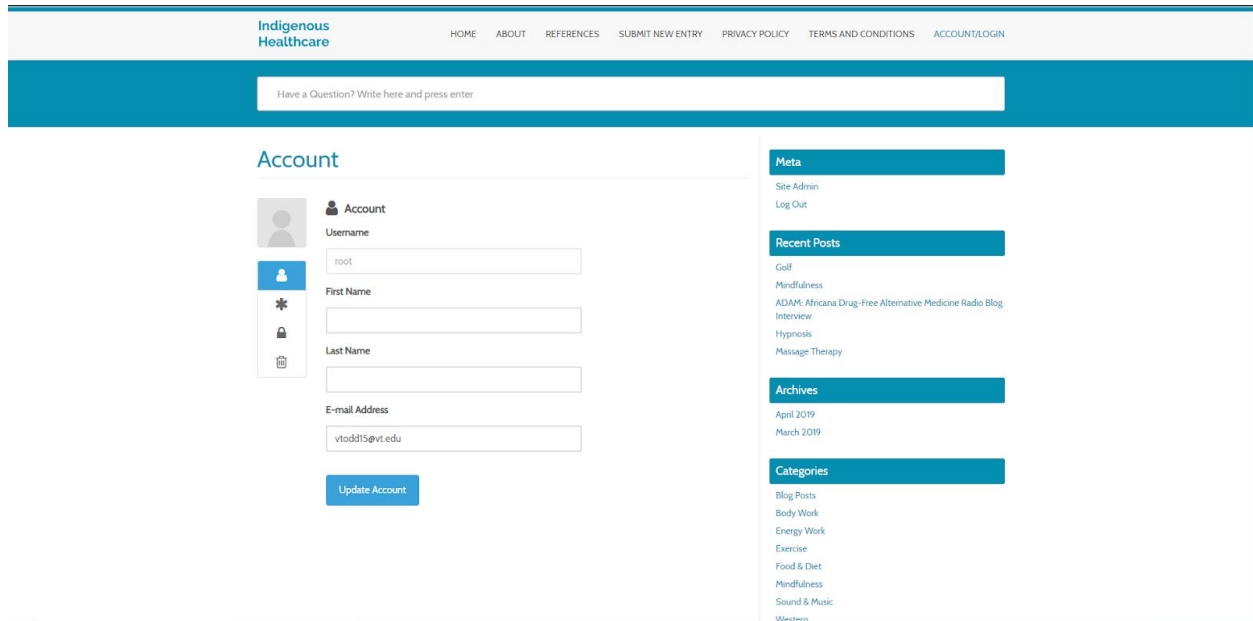 Indigenous
Healthcare
HOME ABOUT REFERENCES SUBMIT NEW ENTRY PRIVACY POLICY TERMS AND CONDITIONS ACCOUNT/LOGIN
Have a Question? Write here and press enter
Account
Account
Username
root
First Name
Last Name
E-mail Address
vtodd15@vt.edu
Update Account
Meta
Site Admin
Log Out
Recent Posts
Golf
Mindfulness
ADAM: Africana Drug-Free Alternative Medicine Radio Blog
Interview
Hypnosis
Massage Therapy
Archives
April 2019
March 2019
Categories
Blog Posts
Body Work
Energy Work
Exercise
Food & Diet
Mindfulness
Sound & Music
Western